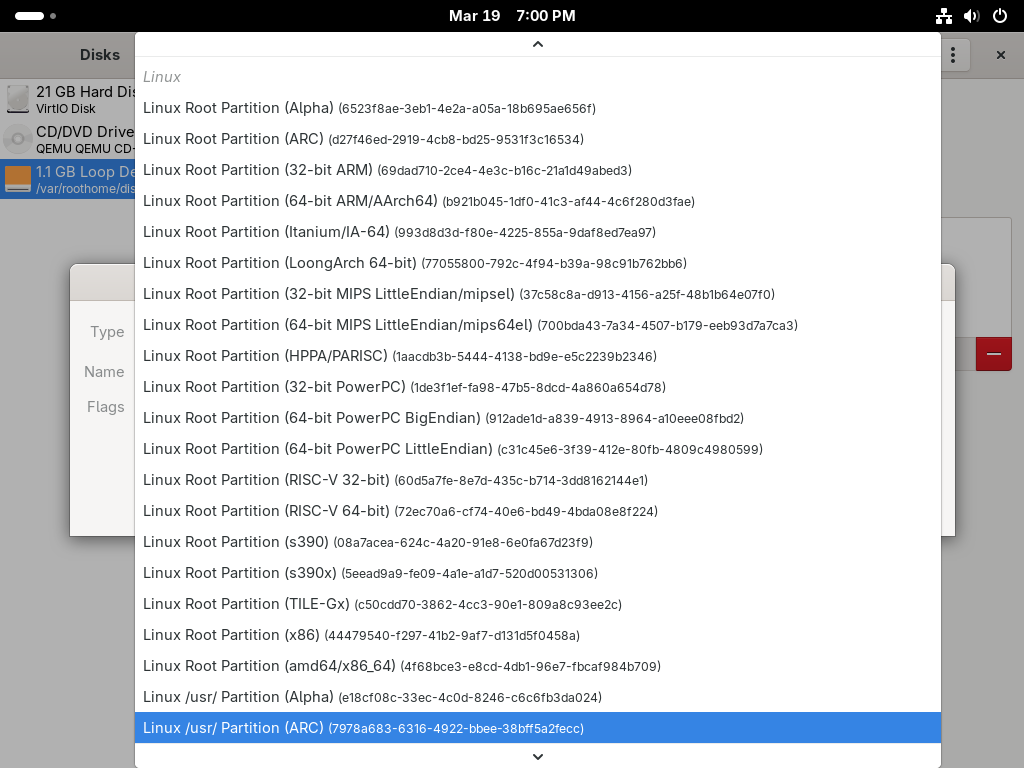 Mar 19 7:00 PM
Disks
21 GB Hard Dis
VirtIO Disk
CD/DVD Drive
QEMU QEMU CD-
1.1 GB Loop De
/var/roothome/dis
Type
Name
Flags
Linux
Linux Root Partition (Alpha) (6523f8ae-3eb1-4e2a-a05a-18b695ae656f)
Linux Root Partition (ARC) (d27f46ed-2919-4cb8-bd25-9531f3c16534)
Linux Root Partition (32-bit ARM) (69dad710-2ce4-4e3c-b16c-21a1d49abed3)
Linux Root Partition (64-bit ARM/AArch64) (b921b045-1df0-41c3-af44-4c6f280d3fae)
Linux Root Partition (Itanium/IA-64) (993d8d3d-f80e-4225-855a-9daf8ed7ea97)
Linux Root Partition (LoongArch 64-bit) (77055800-792c-4f94-b39a-98c91b762bb6)
Linux Root Partition (32-bit MIPS LittleEndian/mipsel) (37c58c8a-d913-4156-a25f-48b1b64e07f0)
Linux Root Partition (64-bit MIPS LittleEndian/mips64el) (700bda43-7a34-4507-b179-eeb93d7a7ca3)
Linux Root Partition (HPPA/PARISC) (1aacdb3b-5444-4138-bd9e-e5c2239b2346)
Linux Root Partition (32-bit PowerPC) (1de3f1ef-fa98-47b5-8dcd-4a860a654d78)
Linux Root Partition (64-bit PowerPC BigEndian) (912ade1d-a839-4913-8964-a10eee08fbd2)
Linux Root Partition (64-bit PowerPC LittleEndian) (c31c45e6-3f39-412e-80fb-4809c4980599)
Linux Root Partition (RISC-V 32-bit) (60d5a7fe-8e7d-435c-b714-3dd8162144e1)
Linux Root Partition (RISC-V 64-bit) (72ec70a6-cf74-40e6-bd49-4bda08e8f224)
Linux Root Partition (s390) (08a7acea-624c-4a20-91e8-6e0fa67d23f9)
Linux Root Partition (s390x) (5eead9a9-fe09-4a1e-a1d7-520d00531306)
Linux Root Partition (TILE-Gx) (c50cdd70-3862-4cc3-90e1-809a8c93ee2c)
Linux Root Partition (x86) (44479540-f297-41b2-9af7-d131d5f0458a)
Linux Root Partition (amd64/x86_64) (4f68bce3-e8cd-4db1-96e7-fbcaf984b709)
Linux /usr/ Partition (Alpha) (e18cf08c-33ec-4c0d-8246-c6c6fb3da024)
Linux /usr/ Partition (ARC) (7978a683-6316-4922-bbee-38bff5a2fecc)